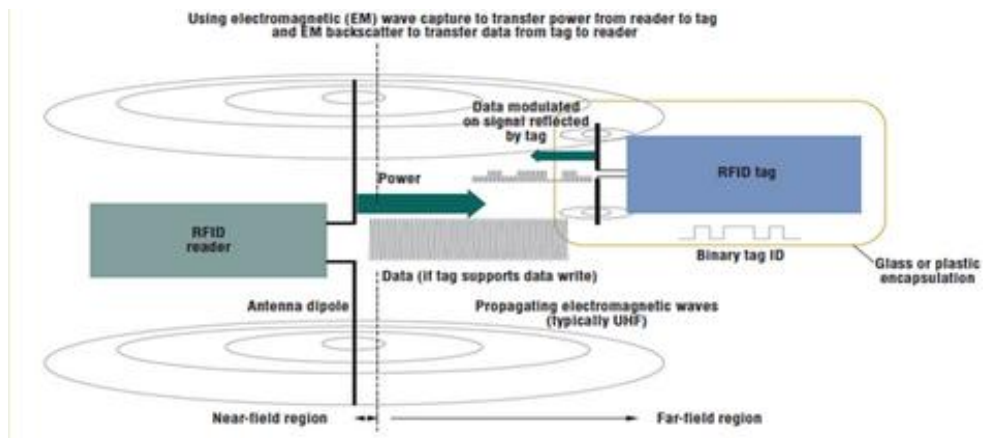 Using electromagnetic (EM) wave capture to transfer power from reader to tag
and EM backscatter to transfer data from tag to reader
Data modulated
on signal reflected
by tag
Power
RFID tag
RFID
reader
Binary tag ID
Glass or plastic
encapsulation
Data (if tag supports data write)
Antenna dipole
Propagating electromagnetic waves
(typically UHF)
Near-field region
Far-field region